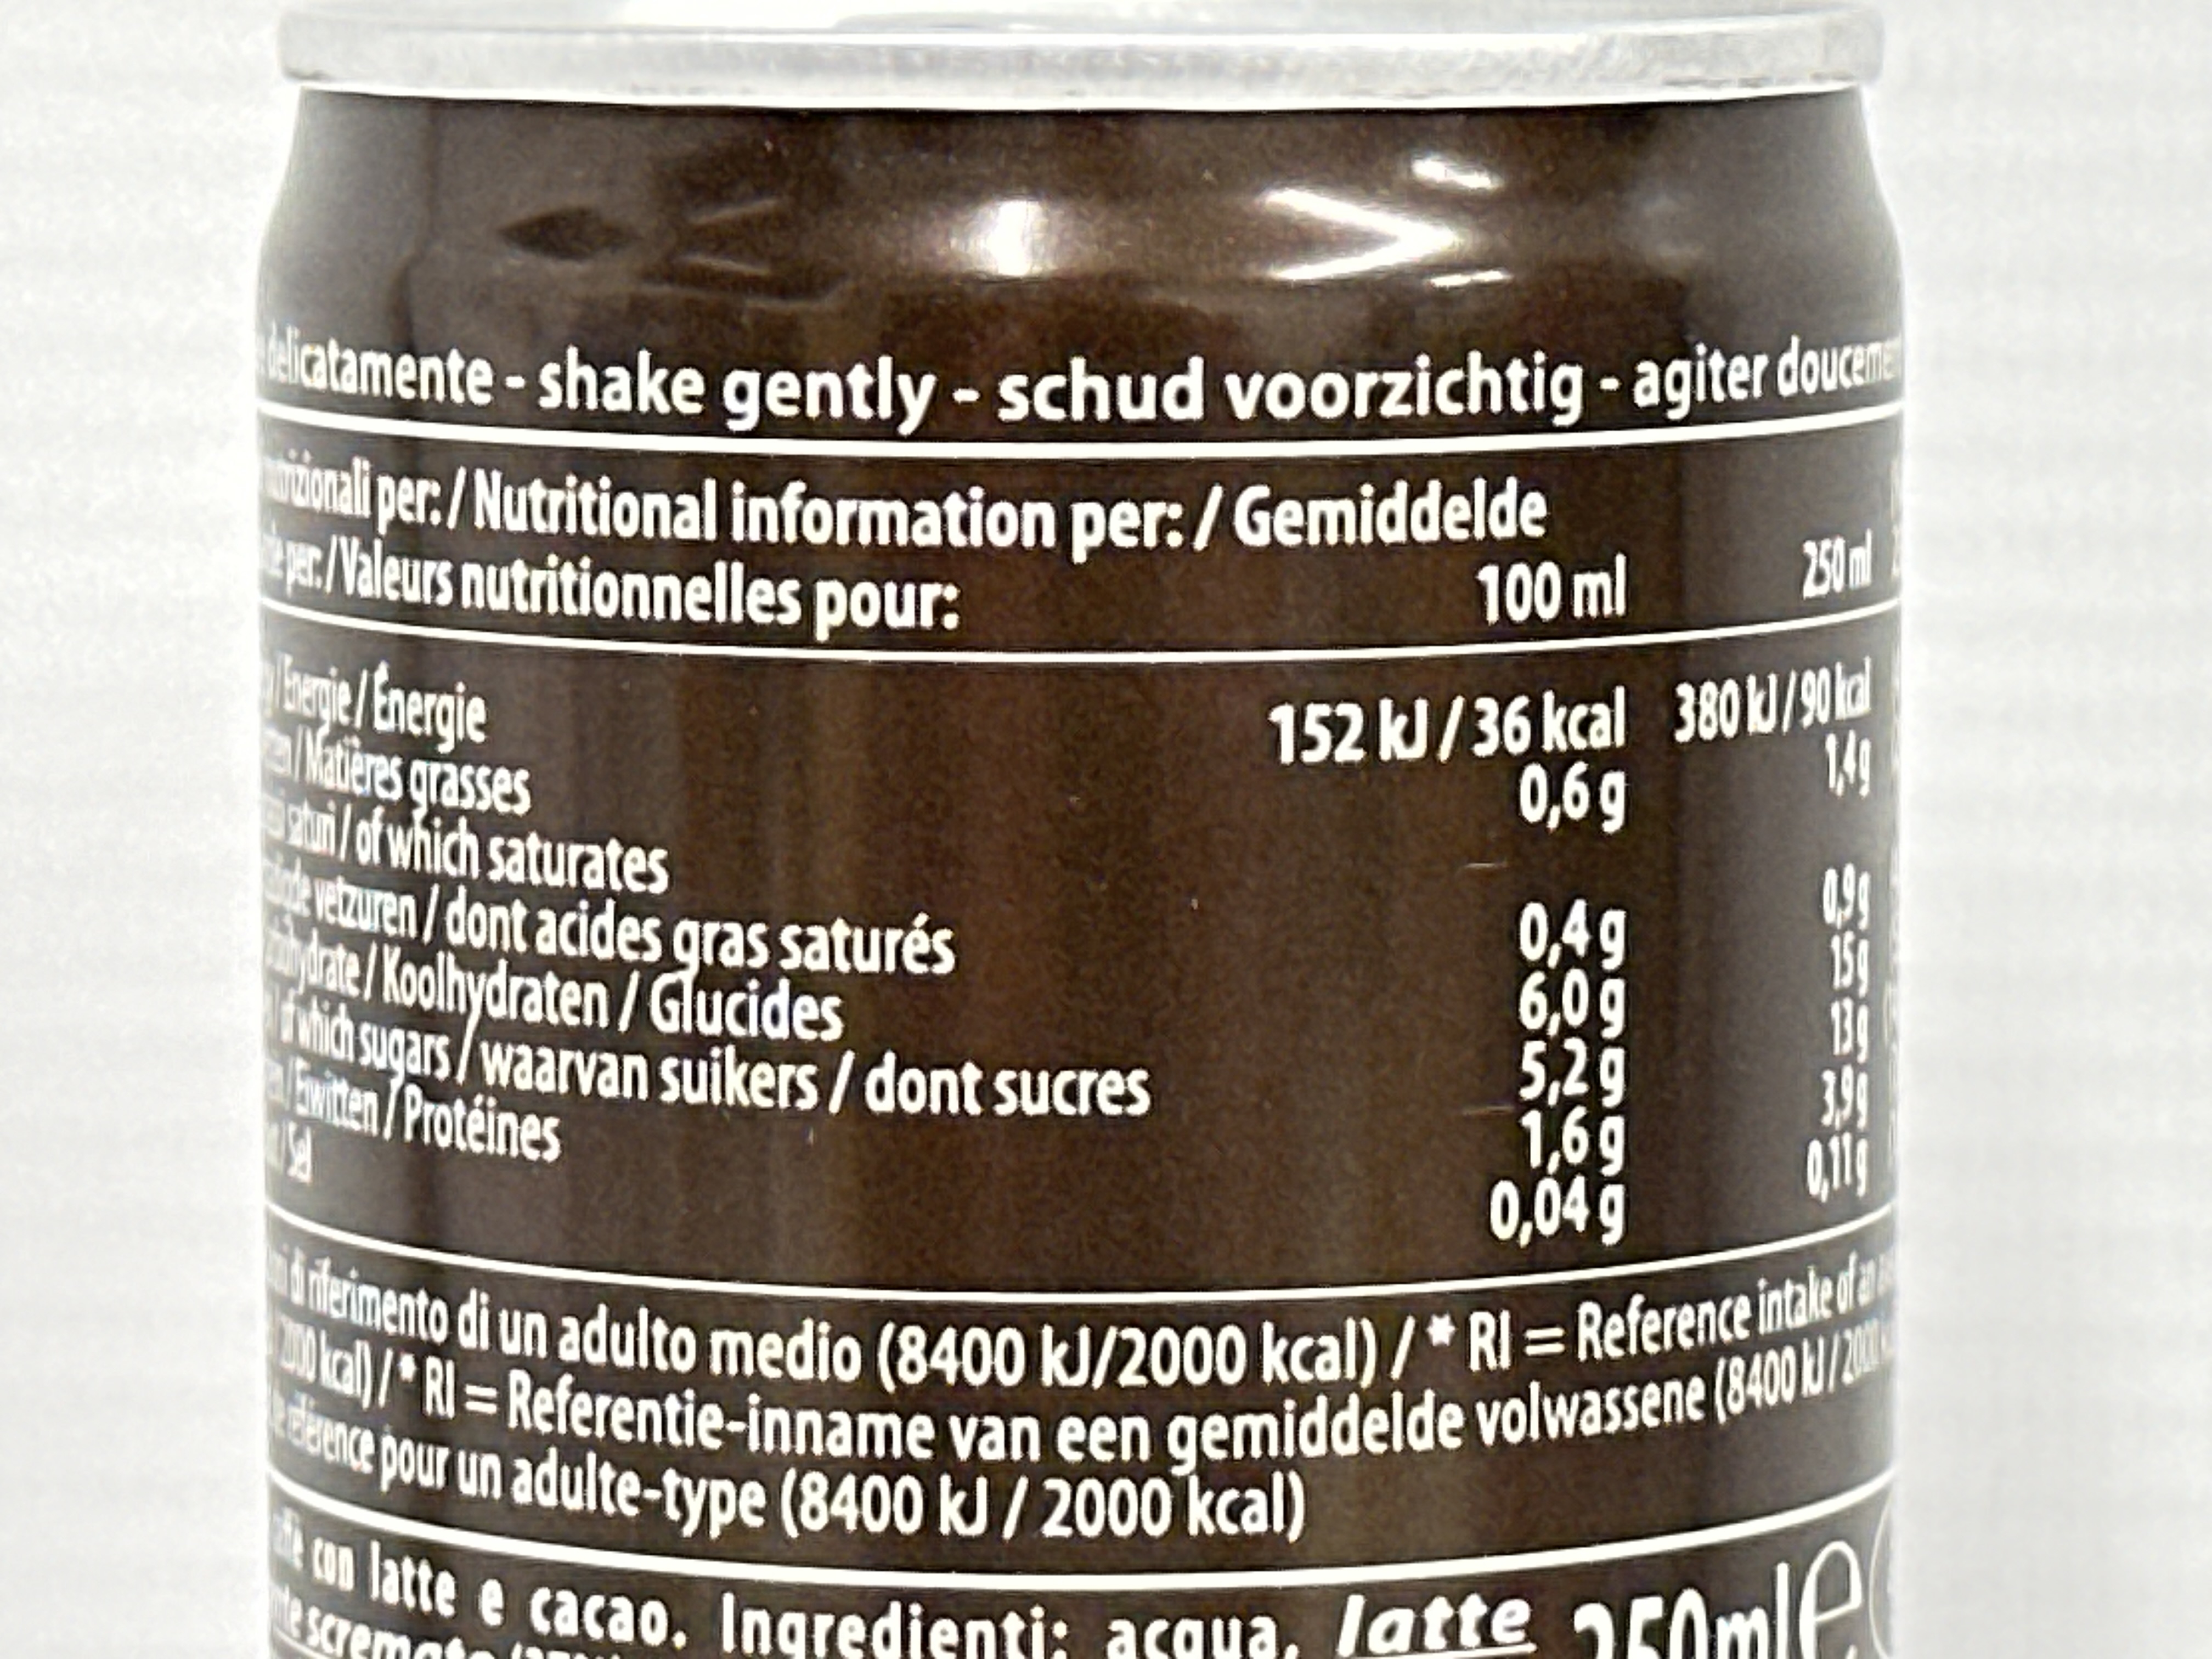 delicatamente - shake gently - schud voorzichtig - agiter
per: / Nutritional information per: / Gemiddelde
per: / Valeurs nutritionnelles pour: 100 ml 250 ml
/ Energie / Énergie 152 kJ / 36 kcal 380 kJ / 90 kcal
/ Matières grasses 0,6 g 1,4 g
saturi / of which saturates
vetzuren / dont acides gras saturés 0,4 g 0,9 g
/ Koolhydraten / Glucides 6,0 g 15 g
of which sugars / waarvan suikers / dont sucres 5,2 g 13 g
/ Eiwitten / Protéines 1,6 g 3,9 g
/ Sel 0,04 g 0,11 g
di riferimento di un adulto medio (8400 kJ/2000 kcal) / * RI = Reference intake of an
kcal) / * RI = Referentie-inname van een gemiddelde volwassene (8400 kJ / 2000
référence pour un adulte-type (8400 kJ / 2000 kcal)
con latte e cacao. Ingredienti: acqua, latte 250ml e
scremato